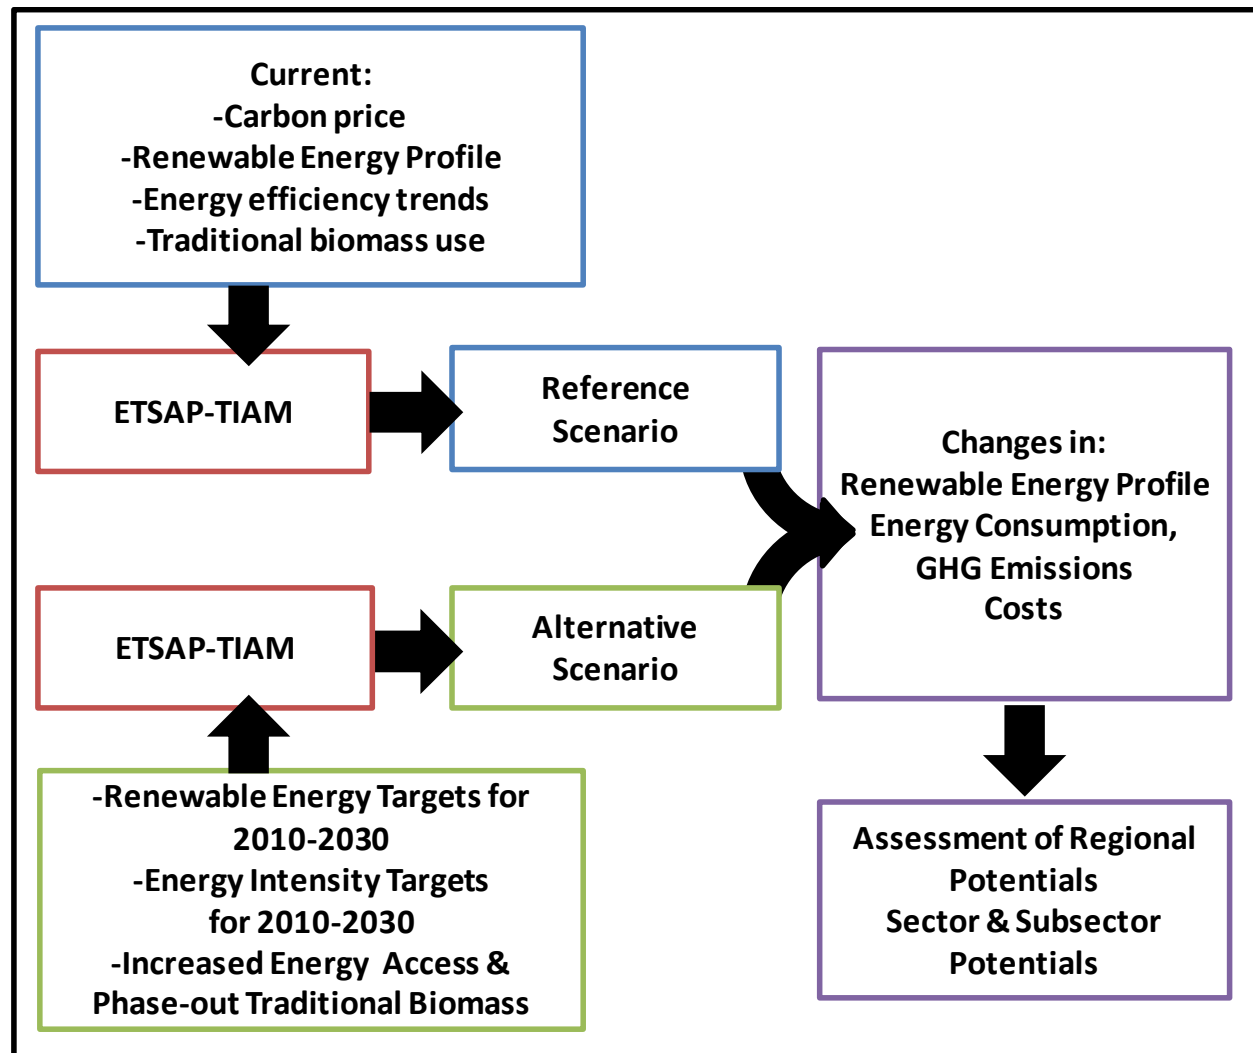 Current:
-Carbon price
-Renewable Energy Profile
-Energy efficiency trends
-Traditional biomass use
ETSAP-TIAM
Reference
Scenario
Changes in:
Renewable Energy Profile
Energy Consumption,
GHG Emissions
Costs
ETSAP-TIAM
Alternative
Scenario
-Renewable Energy Targets for
2010-2030
-Energy Intensity Targets
for 2010-2030
-Increased Energy Access &
Phase-out Traditional Biomass
Assessment of Regional
Potentials
Sector & Subsector
Potentials